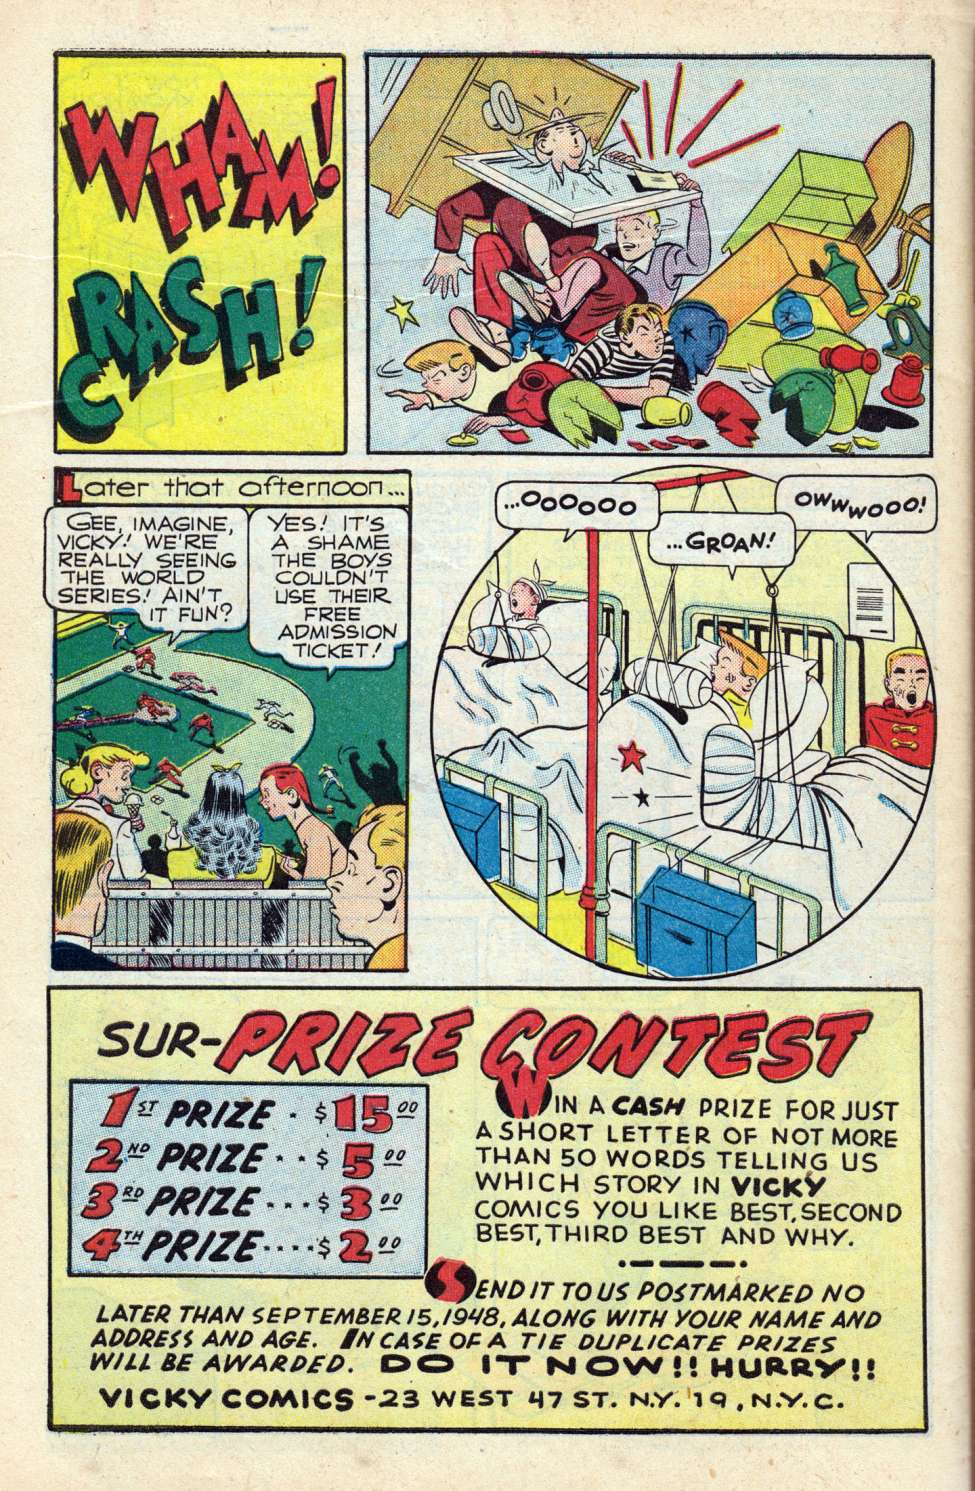 WHAM!
CRASH!
Later that afternoon...
GEE, IMAGINE,
VICKY! WE'RE
REALLY SEEING
THE WORLD
SERIES! AIN'T
IT FUN?
YES! IT'S
A SHAME
THE BOYS
COULDN'T
USE THEIR
FREE
ADMISSION
TICKET!
...OOOOOO
...GROAN!
OWWWOOO!
SUR-PRIZE CONTEST
1ST PRIZE · $15.00
2ND PRIZE ·· $5.00
3RD PRIZE ··· $3.00
4TH PRIZE ···· $2.00
WIN A CASH PRIZE FOR JUST
A SHORT LETTER OF NOT MORE
THAN 50 WORDS TELLING US
WHICH STORY IN VICKY
COMICS YOU LIKE BEST, SECOND
BEST, THIRD BEST AND WHY.
SEND IT TO US POSTMARKED NO
LATER THAN SEPTEMBER 15, 1948, ALONG WITH YOUR NAME AND
ADDRESS AND AGE. IN CASE OF A TIE DUPLICATE PRIZES
WILL BE AWARDED. DO IT NOW!! HURRY!!
VICKY COMICS - 23 WEST 47 ST. N.Y. 19, N.Y.C.